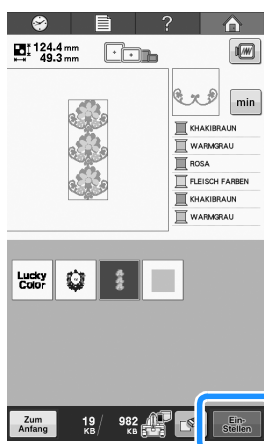 ?
124.4 mm
49.3 mm
min
KHAKIBRAUN
WARMGRAU
ROSA
FLEISCH FARBEN
KHAKIBRAUN
WARMGRAU
Lucky
Color
Zum
Anfang
19
KB
/
982
KB
Ein-
Stellen